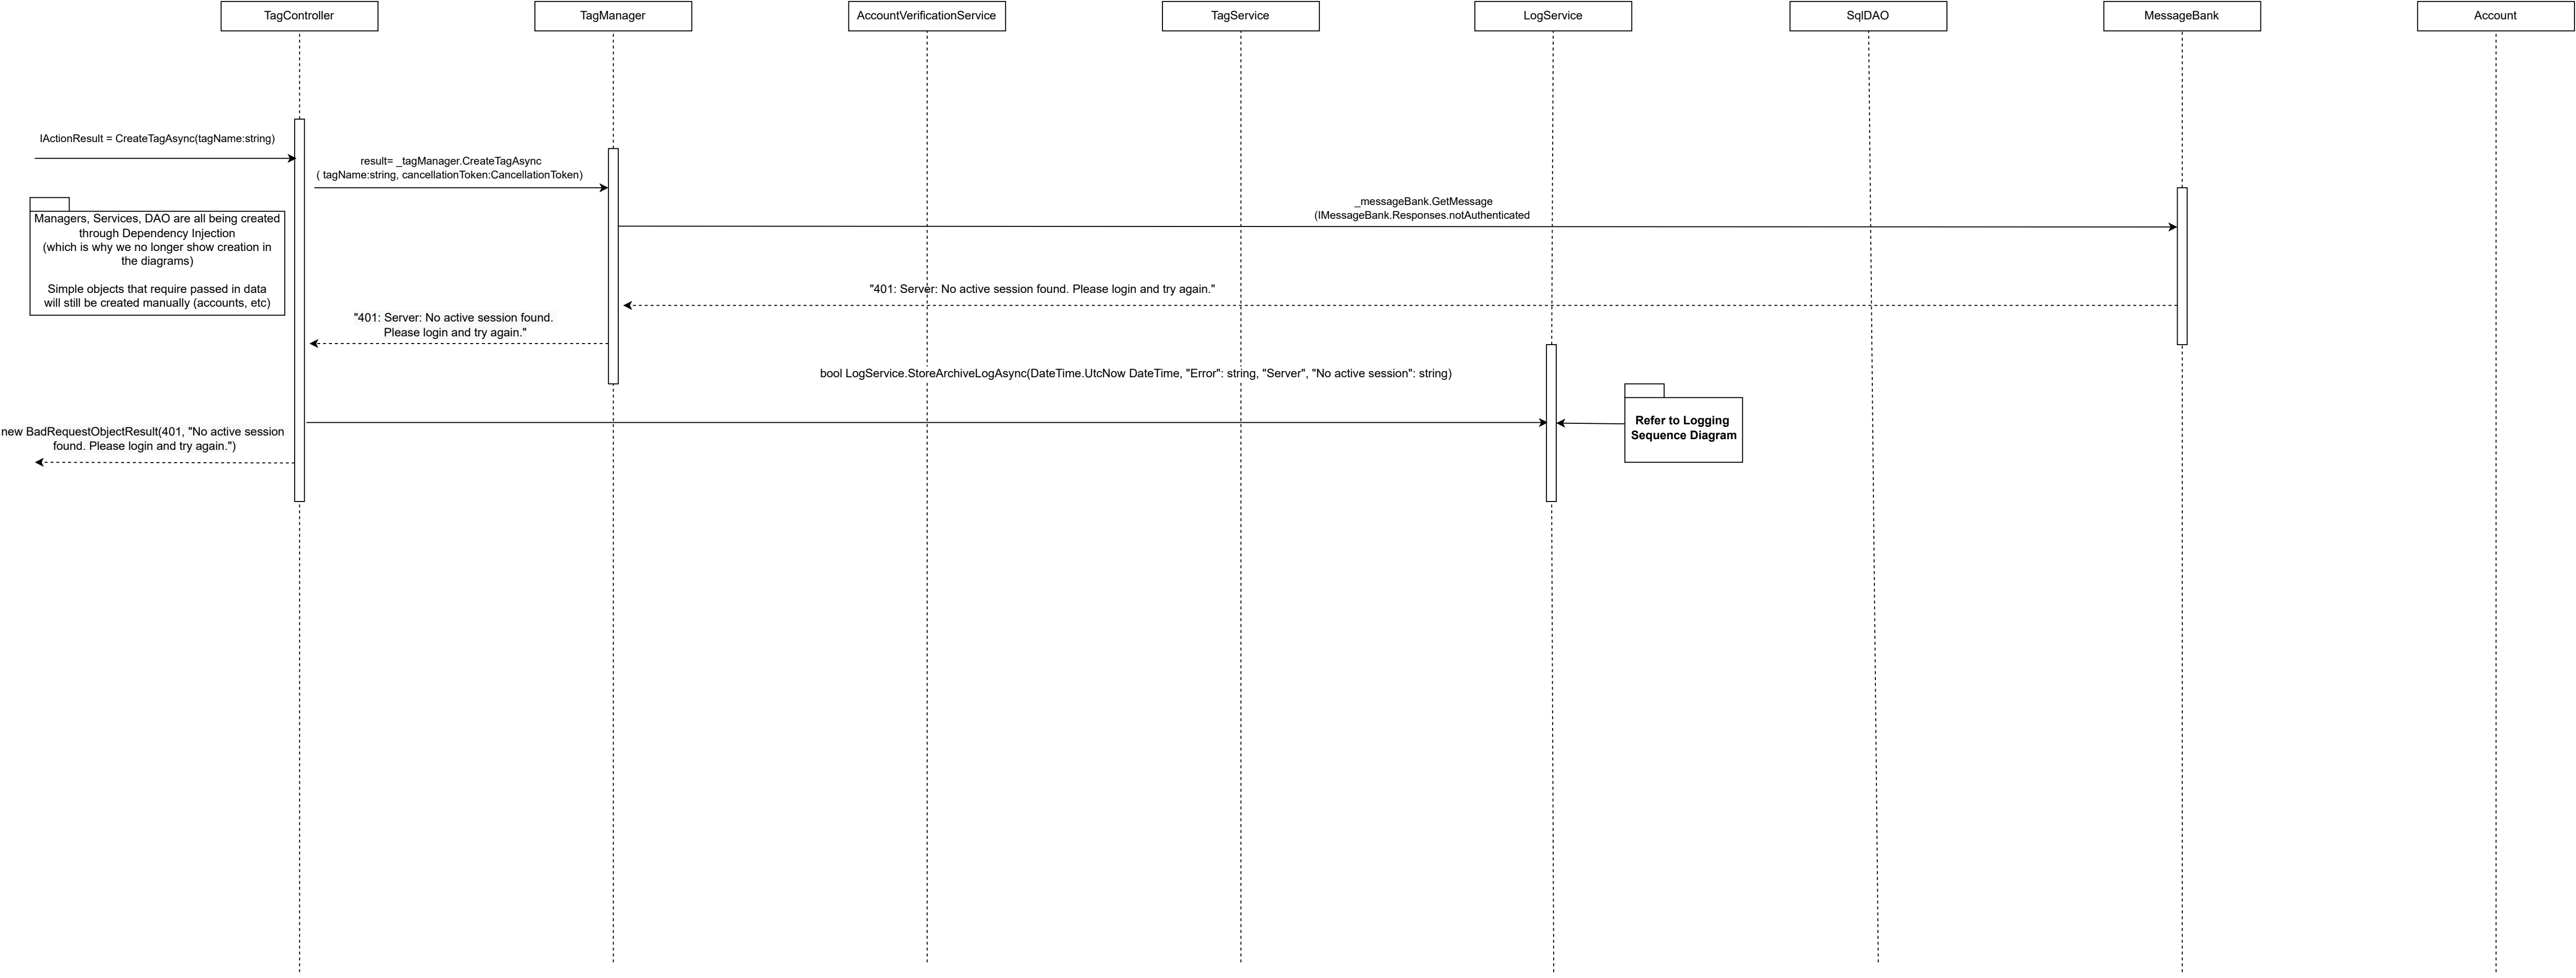 TagController
TagManager
AccountVerificationService
TagService
LogService
SqlDAO
MessageBank
Account
IActionResult = CreateTagAsync(tagName:string)
result= _tagManager.CreateTagAsync
( tagName:string, cancellationToken:CancellationToken)
_messageBank.GetMessage
(IMessageBank.Responses.notAuthenticated
Managers, Services, DAO are all being created
through Dependency Injection
(which is why we no longer show creation in
the diagrams)
Simple objects that require passed in data
will still be created manually (accounts, etc)
"401: Server: No active session found. Please login and try again."
"401: Server: No active session found.
Please login and try again."
bool LogService.StoreArchiveLogAsync(DateTime.UtcNow DateTime, "Error": string, "Server", "No active session": string)
Refer to Logging
Sequence Diagram
new BadRequestObjectResult(401, "No active session
found. Please login and try again.")